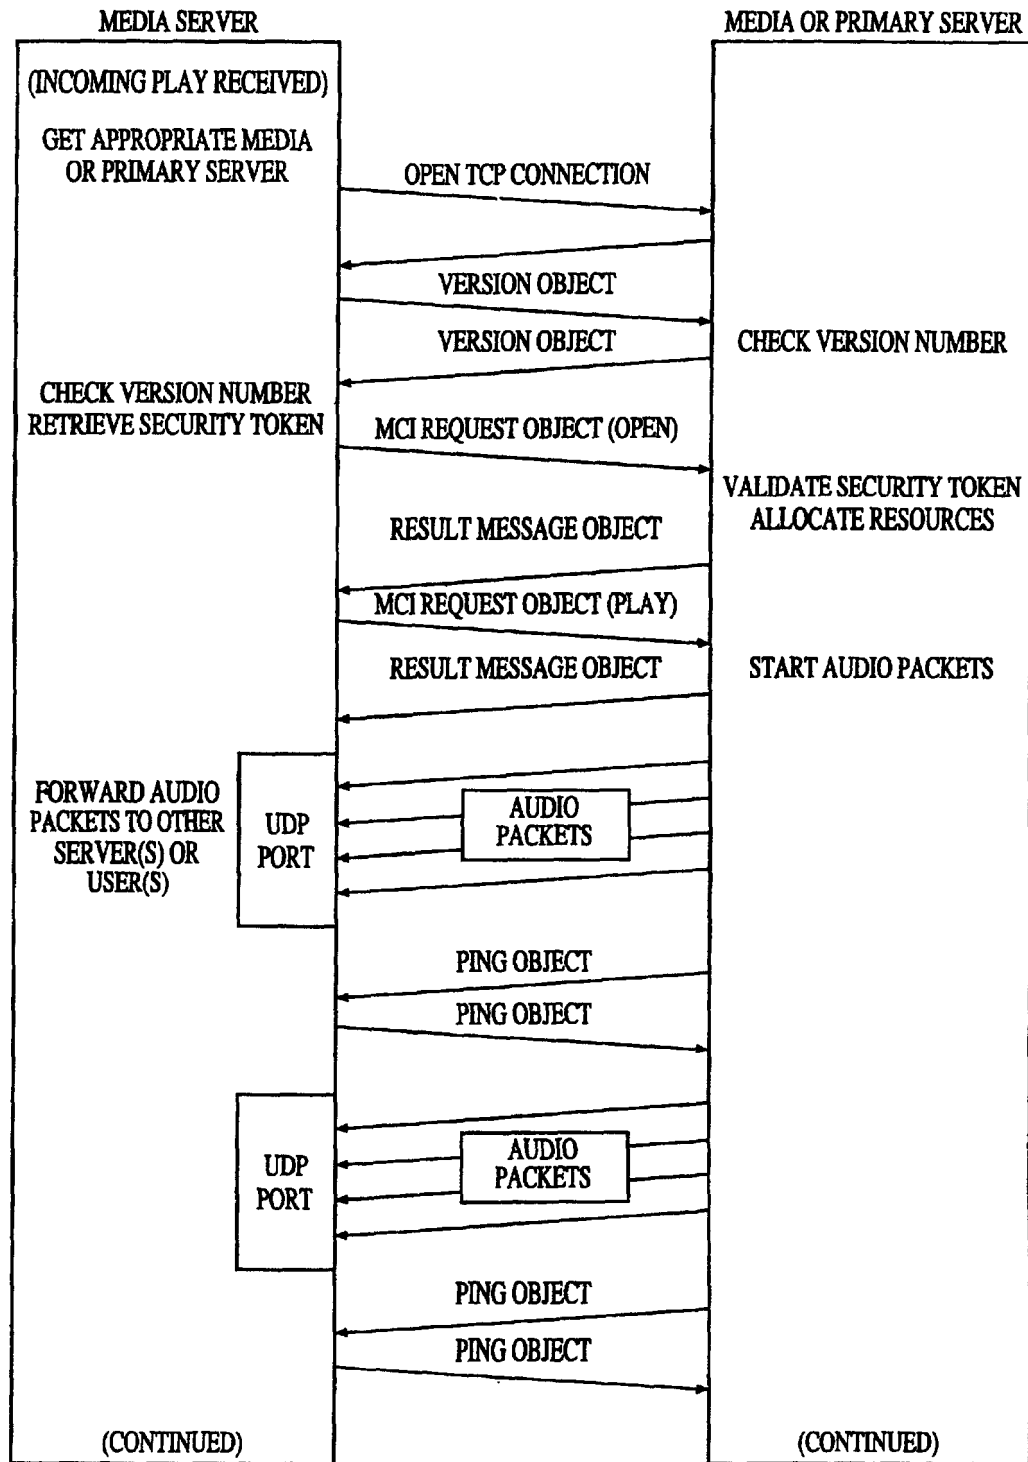 MEDIA SERVER
MEDIA OR PRIMARY SERVER
(INCOMING PLAY RECEIVED)
GET APPROPRIATE MEDIA
OR PRIMARY SERVER
OPEN TCP CONNECTION
VERSION OBJECT
VERSION OBJECT
CHECK VERSION NUMBER
CHECK VERSION NUMBER
RETRIEVE SECURITY TOKEN
MCI REQUEST OBJECT (OPEN)
VALIDATE SECURITY TOKEN
ALLOCATE RESOURCES
RESULT MESSAGE OBJECT
MCI REQUEST OBJECT (PLAY)
RESULT MESSAGE OBJECT
START AUDIO PACKETS
FORWARD AUDIO
PACKETS TO OTHER
SERVER(S) OR
USER(S)
UDP
PORT
AUDIO
PACKETS
PING OBJECT
PING OBJECT
UDP
PORT
AUDIO
PACKETS
PING OBJECT
PING OBJECT
(CONTINUED)
(CONTINUED)